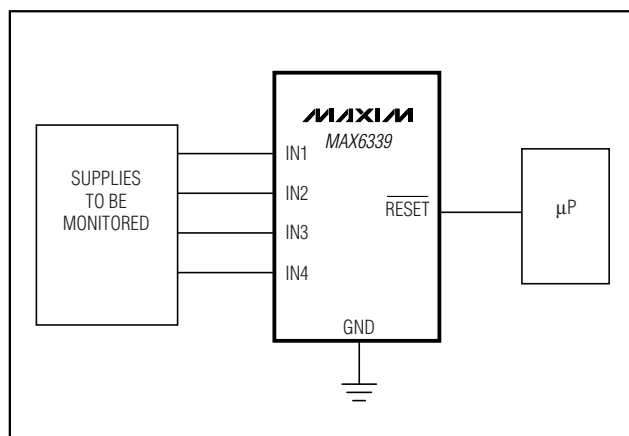 MAXIM
MAX6339
SUPPLIES
TO BE
MONITORED
IN1
IN2
IN3
IN4
RESET
GND
μP